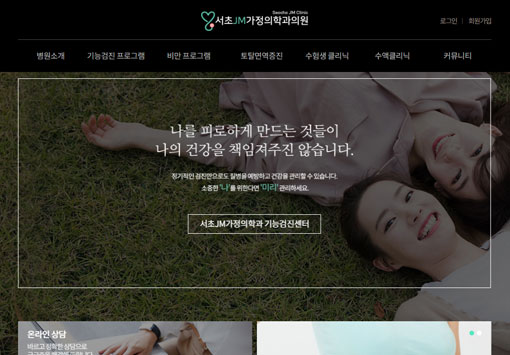 Seocho JM Clinic
서초JM가정의학과의원
로그인 | 회원가입
병원소개 기능검진 프로그램 비만 프로그램 토탈면역증진 수험생 클리닉 수액클리닉 커뮤니티
나를 피로하게 만드는 것들이
나의 건강을 책임져주진 않습니다.
정기적인 검진만으로도 질병을 예방하고 건강을 관리할 수 있습니다.
소중한 '나'를 위한다면 '미리' 관리하세요.
서초JM가정의학과 기능검진센터
온라인 상담
바르고 정확한 상담으로